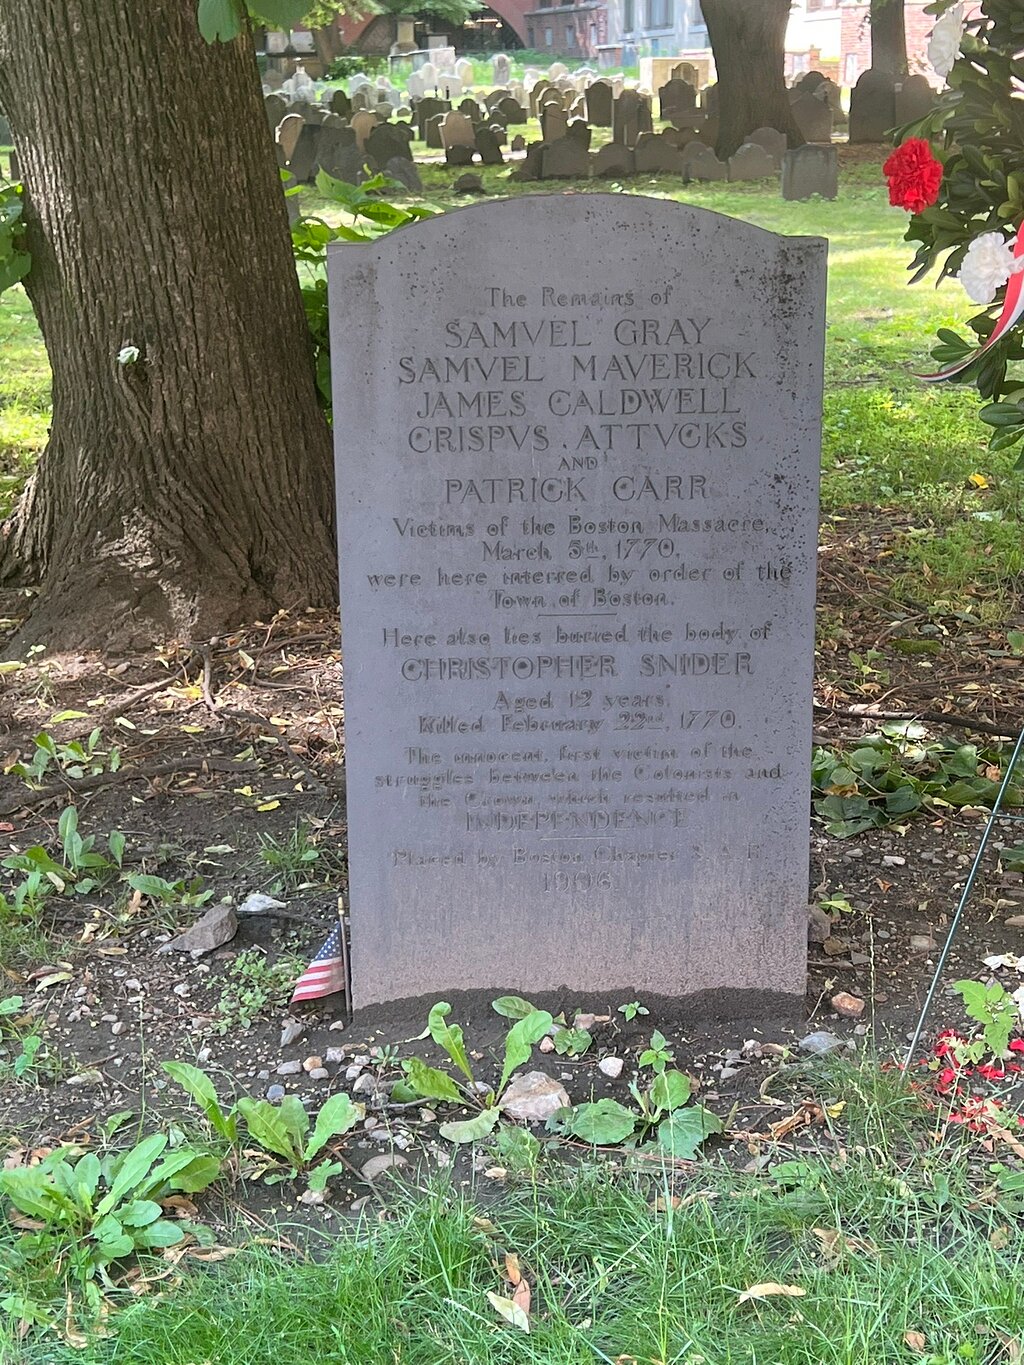 The Remains of
SAMVEL GRAY
SAMVEL MAVERICK
JAMES CALDWELL
CRISPVS ATTVCKS
AND
PATRICK CARR
Victims of the Boston Massacre,
March 5th, 1770,
were here interred by order of the
Town of Boston.
Here also lies buried the body of
CHRISTOPHER SNIDER
Aged 12 years,
Killed February 22nd, 1770.
The innocent, first victim of the
struggles between the Colonists and
the Crown, which resulted in
INDEPENDENCE
Placed by Boston Chapter S.A.R.
1906.